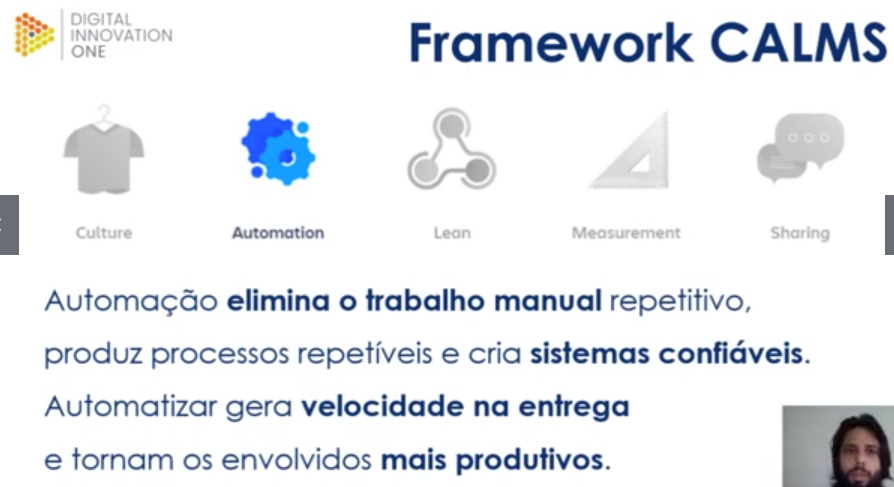 DIGITAL
INNOVATION
ONE
Framework CALMS
Culture
Automation
Lean
Measurement
Sharing
Automação elimina o trabalho manual repetitivo,
produz processos repetíveis e cria sistemas confiáveis.
Automatizar gera velocidade na entrega
e tornam os envolvidos mais produtivos.